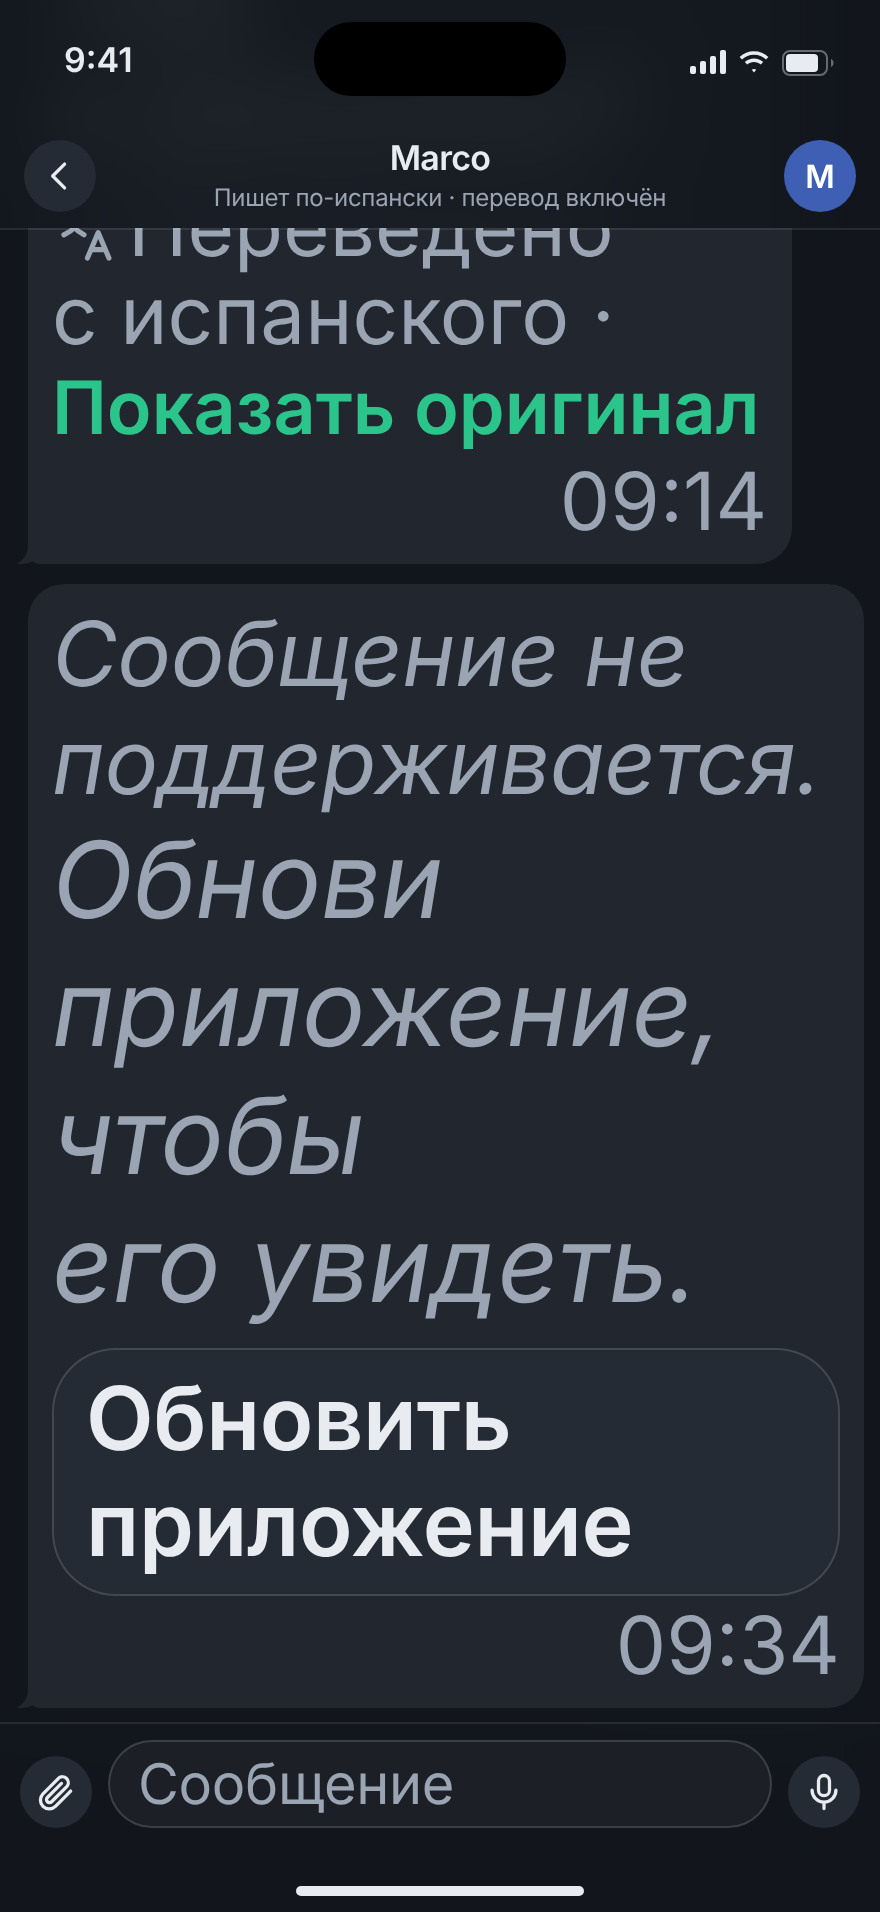 9:41
Marco
Пишет по-испански · перевод включён
M
Переведено
с испанского ·
Показать оригинал
09:14
Сообщение не
поддерживается.
Обнови
приложение,
чтобы
его увидеть.
Обновить
приложение
09:34
Сообщение